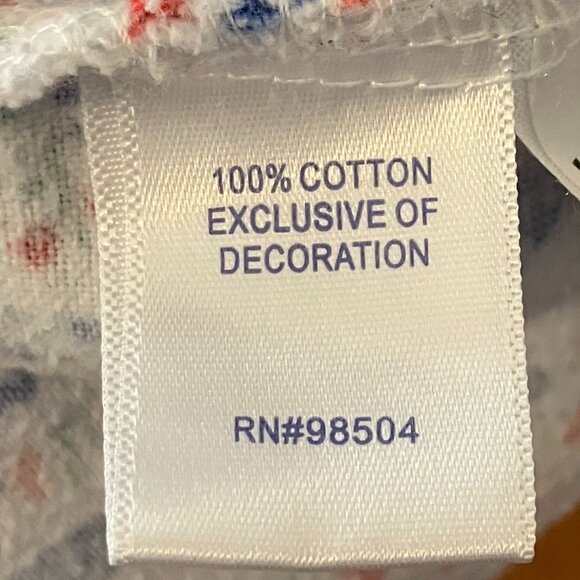 100% COTTON
EXCLUSIVE OF
DECORATION
RN#98504